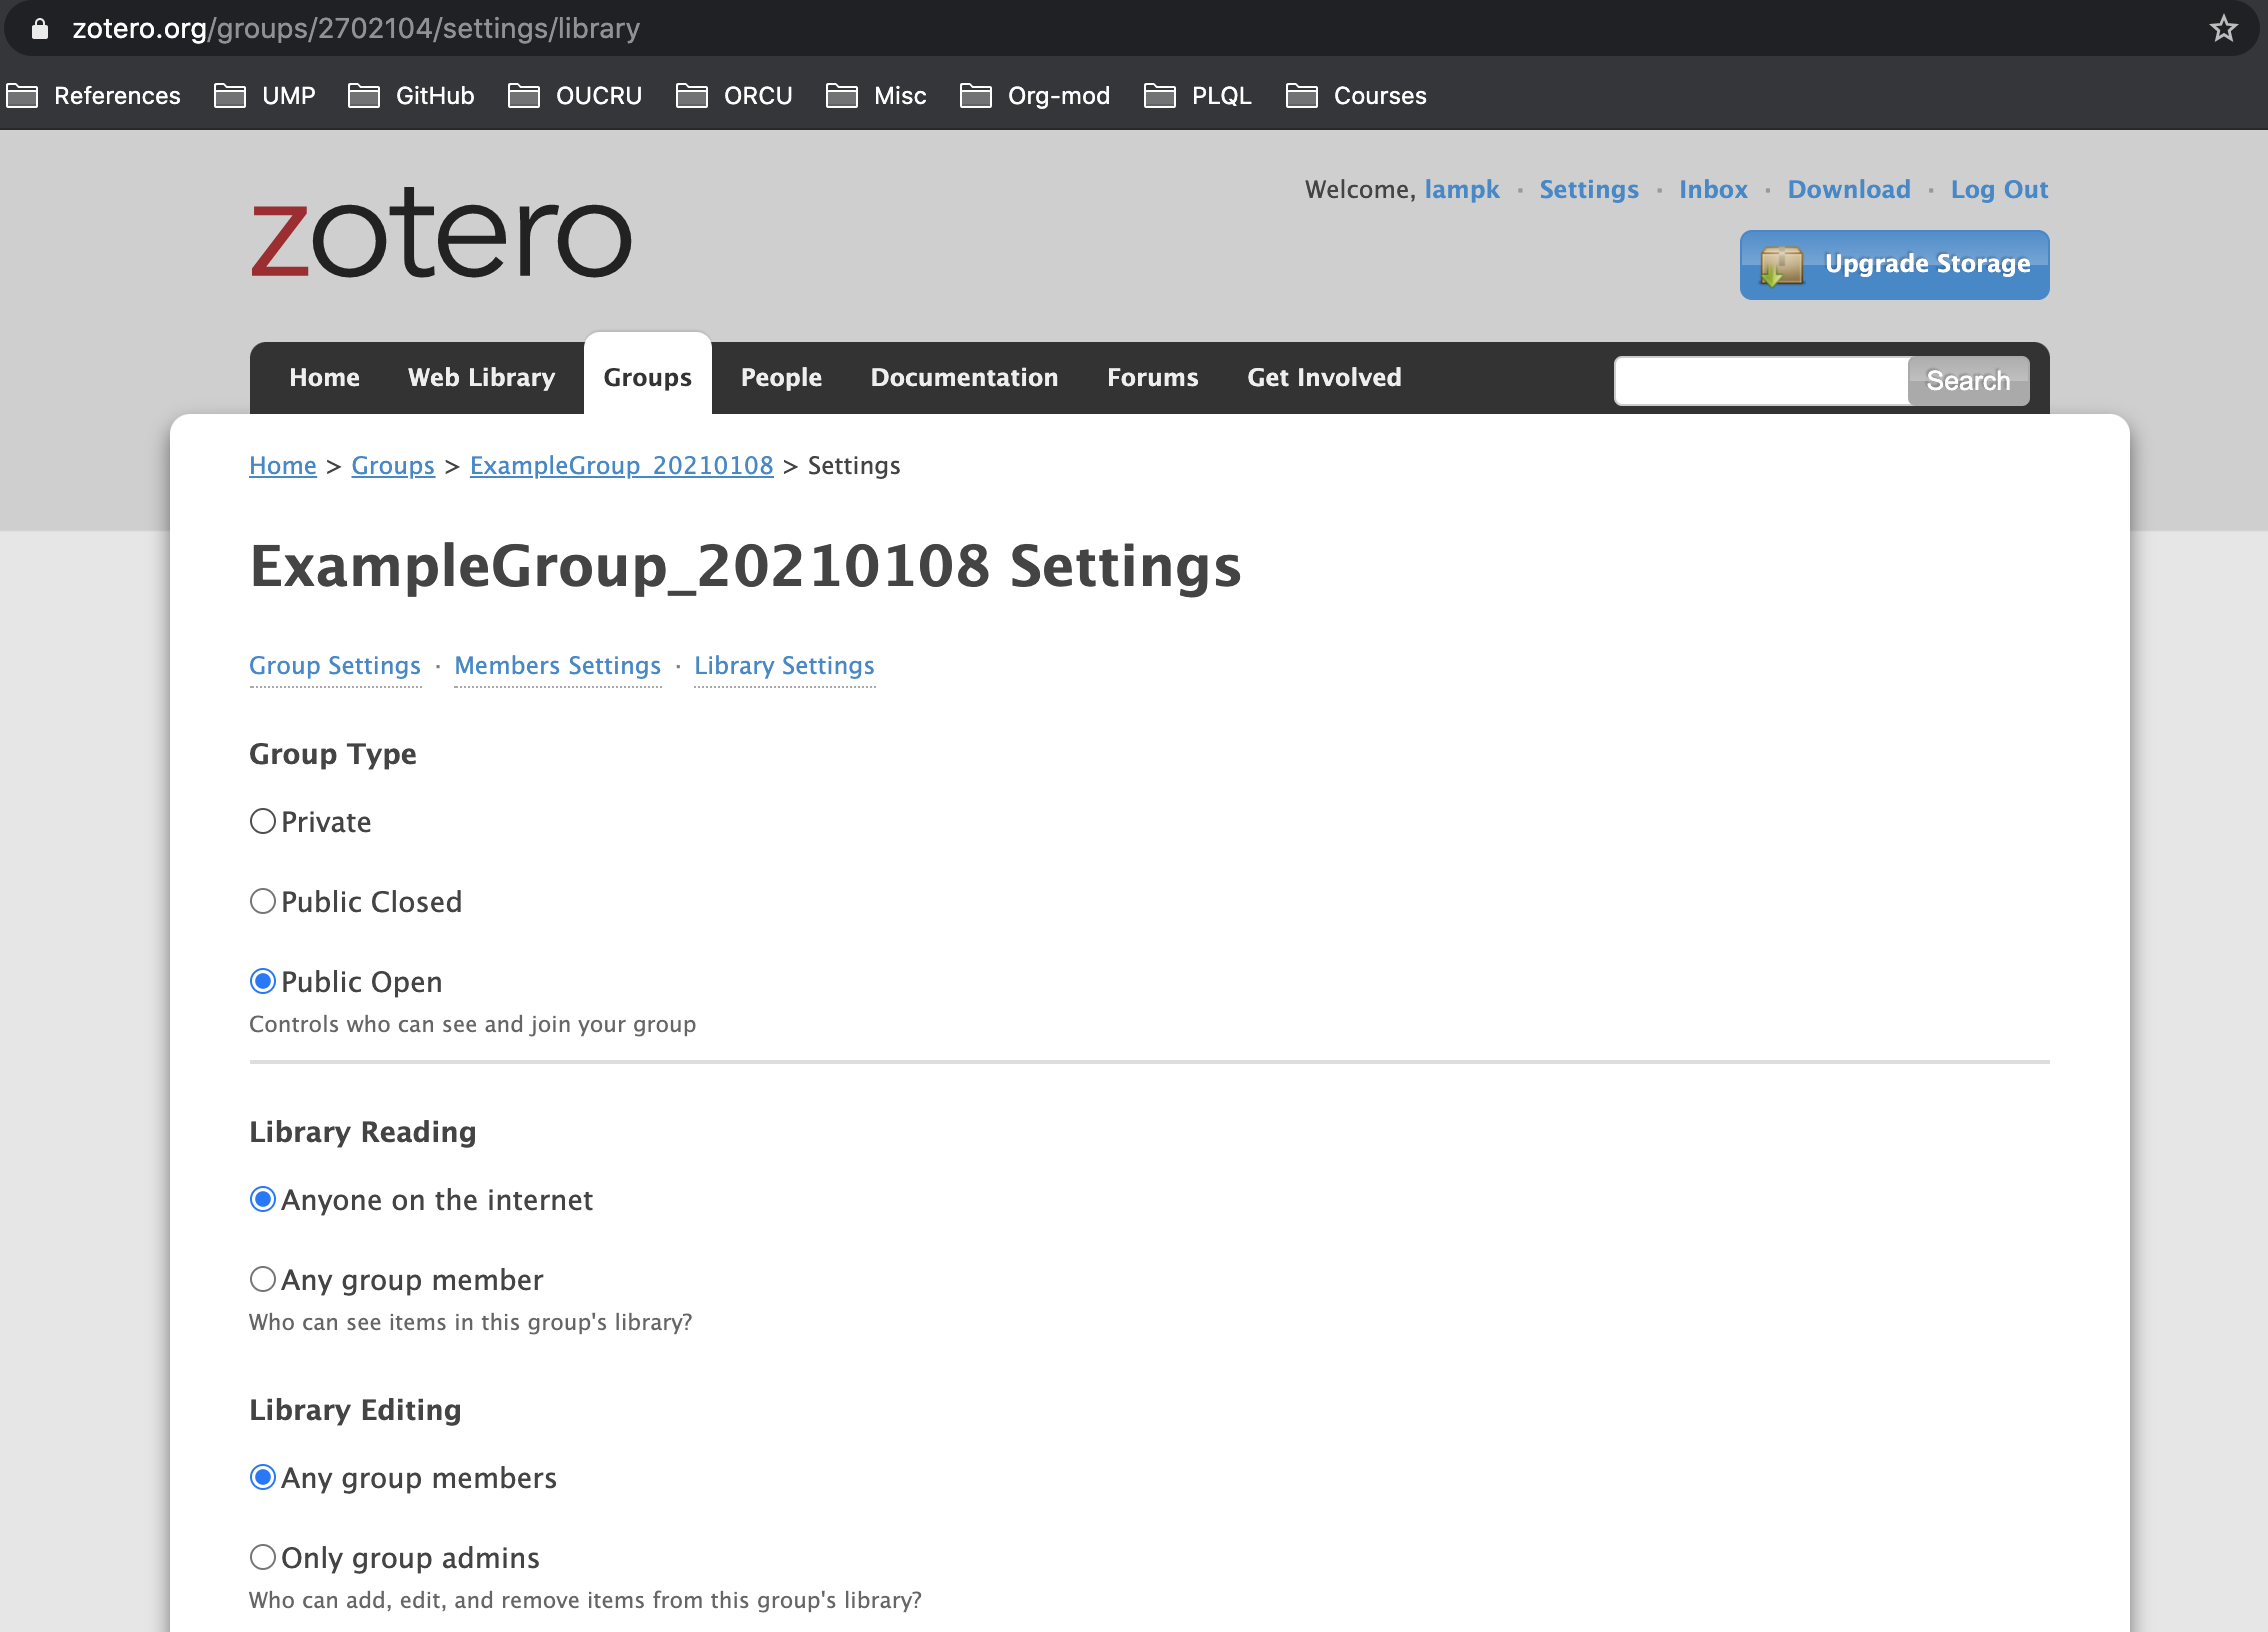 zotero.org/groups/2702104/settings/library
References UMP GitHub OUCRU ORCU Misc Org-mod PLQL Courses
zotero
Welcome, lampk · Settings · Inbox · Download · Log Out
Upgrade Storage
Home Web Library Groups People Documentation Forums Get Involved Search
Home > Groups > ExampleGroup_20210108 > Settings
ExampleGroup_20210108 Settings
Group Settings · Members Settings · Library Settings
Group Type
Private
Public Closed
Public Open
Controls who can see and join your group
Library Reading
Anyone on the internet
Any group member
Who can see items in this group's library?
Library Editing
Any group members
Only group admins
Who can add, edit, and remove items from this group's library?